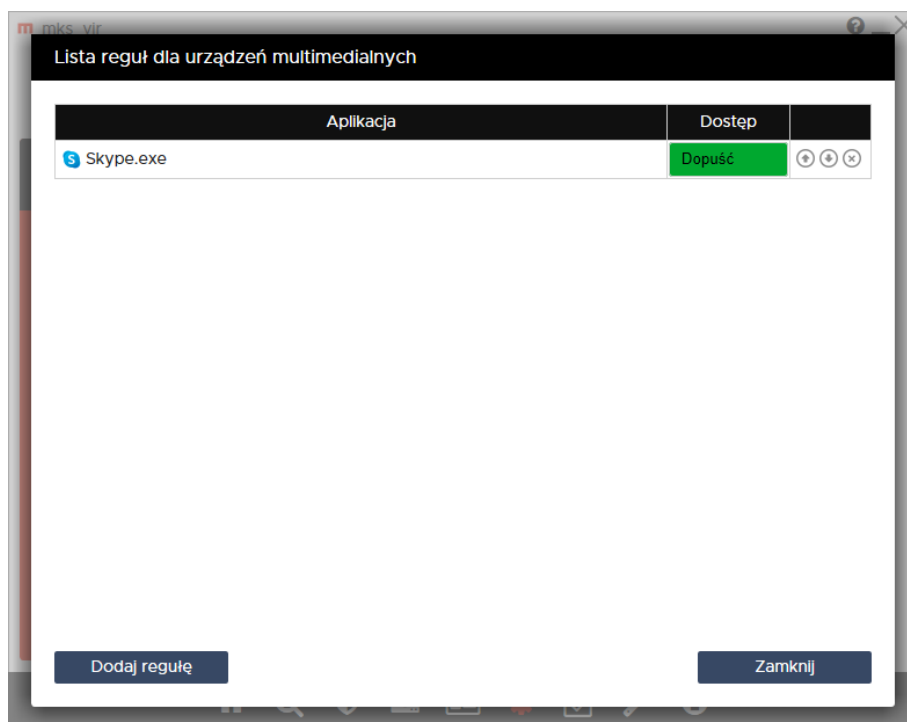 mks_vir
Lista reguł dla urządzeń multimedialnych
Aplikacja Dostęp
Skype.exe Dopuść
Dodaj regułę Zamknij